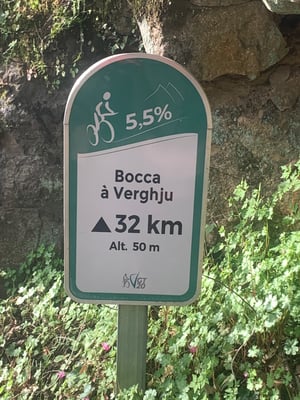 5,5%
Bocca
à Verghju
▲ 32 km
Alt. 50 m